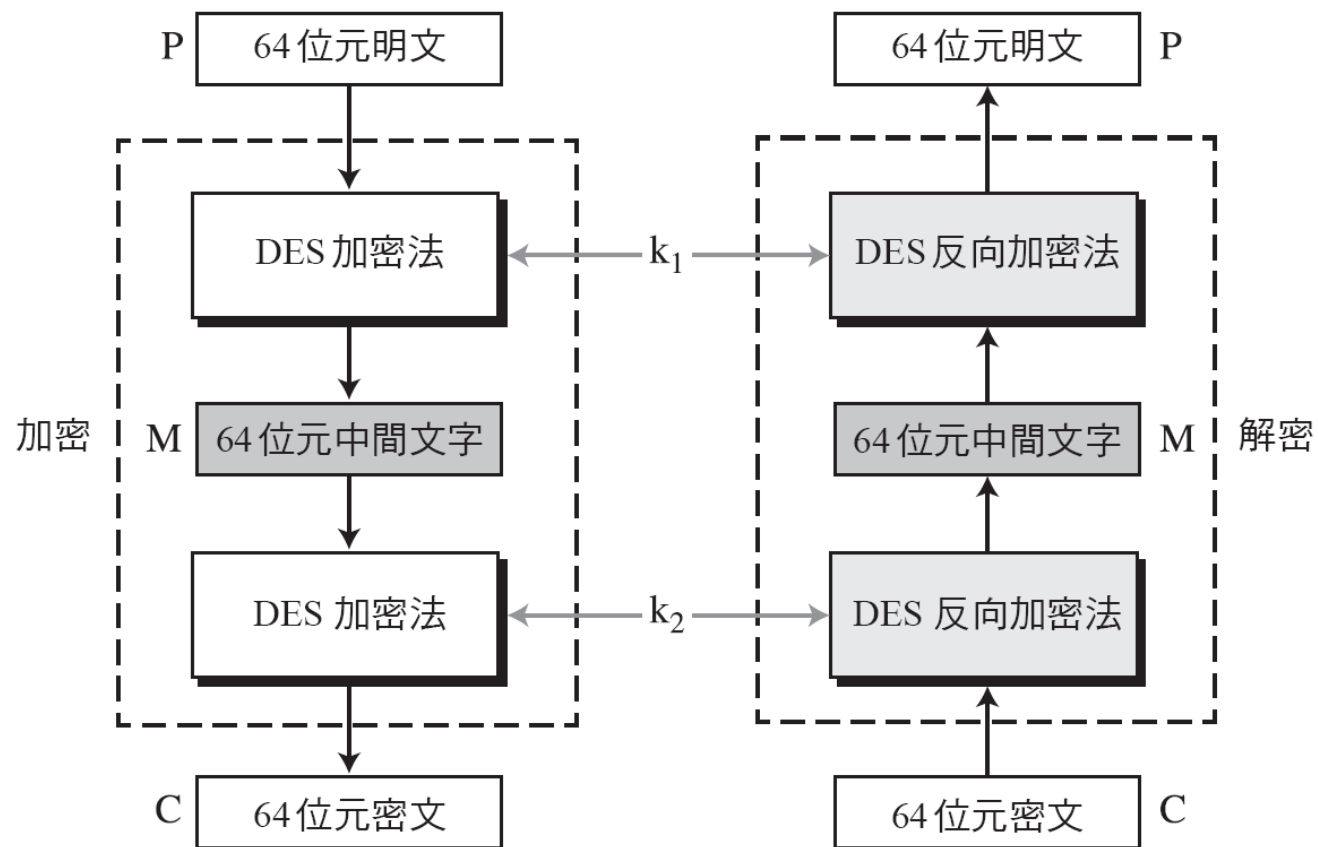 P 64位元明文
64位元明文 P
DES加密法
k₁
DES反向加密法
加密
M 64位元中間文字
64位元中間文字 M
解密
DES 加密法
k₂
DES 反向加密法
C 64位元密文
64位元密文 C